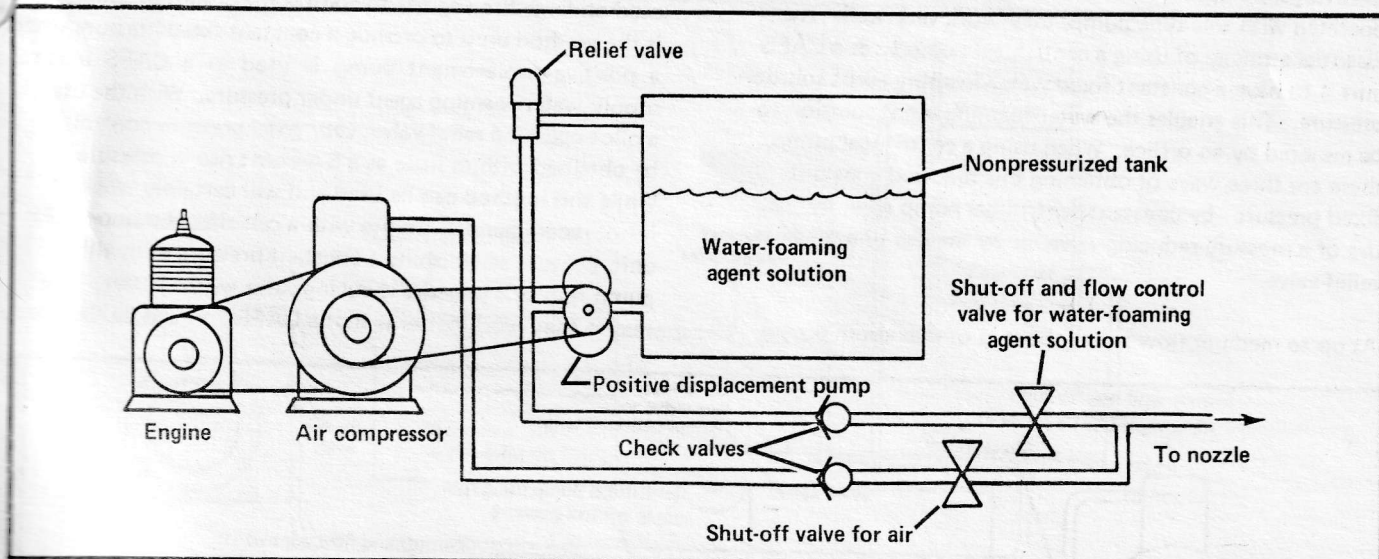 Relief valve
Nonpressurized tank
Water-foaming
agent solution
Shut-off and flow control
valve for water-foaming
agent solution
Positive displacement pump
Engine
Air compressor
Check valves
To nozzle
Shut-off valve for air